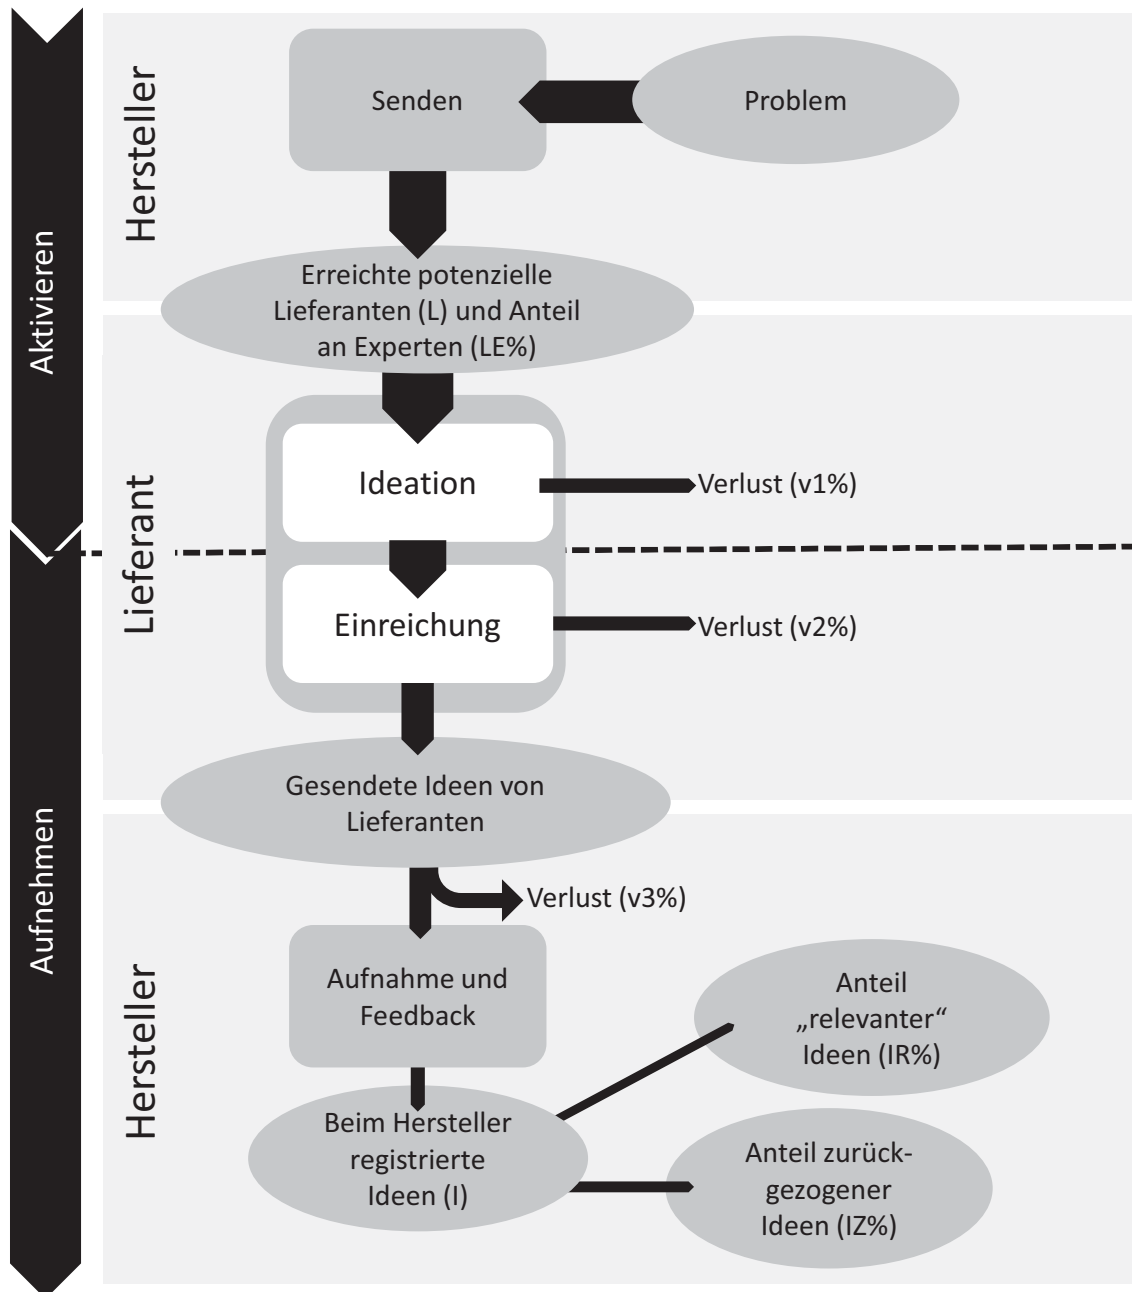 Aktivieren
Aufnehmen
Hersteller
Senden
Problem
Erreichte potenzielle
Lieferanten (L) und Anteil
an Experten (LE%)
Lieferant
Ideation
Verlust (v1%)
Einreichung
Verlust (v2%)
Gesendete Ideen von
Lieferanten
Hersteller
Verlust (v3%)
Aufnahme und
Feedback
Anteil
„relevanter“
Ideen (IR%)
Beim Hersteller
registrierte
Ideen (I)
Anteil zurück-
gezogener
Ideen (IZ%)